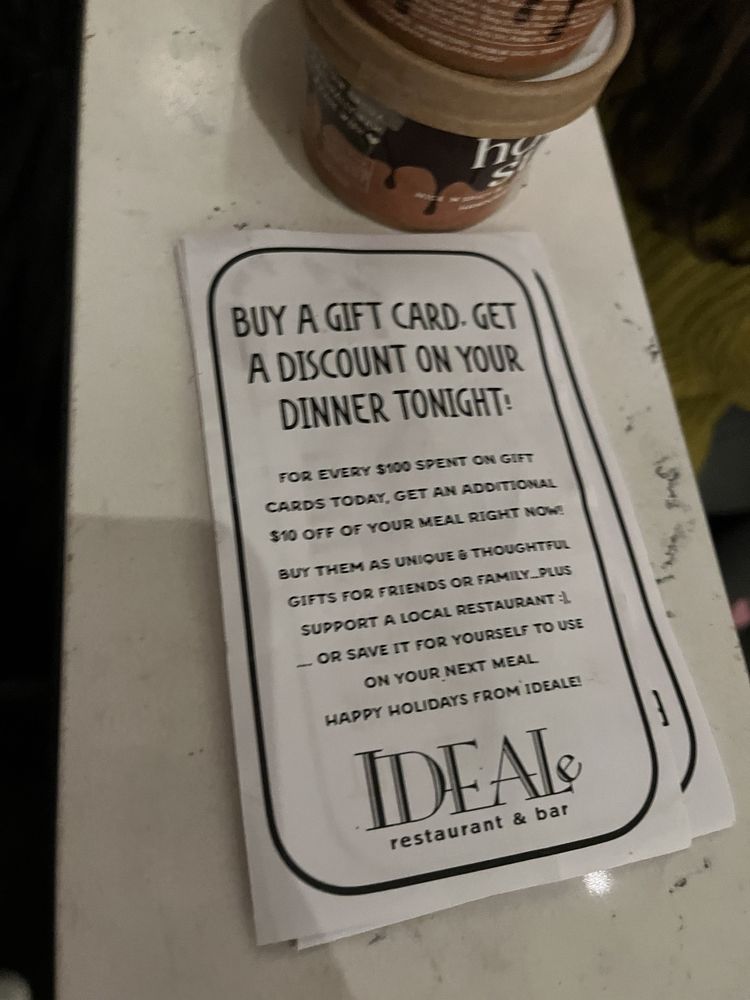 BUY A GIFT CARD. GET
A DISCOUNT ON YOUR
DINNER TONIGHT!
FOR EVERY $100 SPENT ON GIFT
CARDS TODAY, GET AN ADDITIONAL
$10 OFF OF YOUR MEAL RIGHT NOW!
BUY THEM AS UNIQUE & THOUGHTFUL
GIFTS FOR FRIENDS OR FAMILY...PLUS
SUPPORT A LOCAL RESTAURANT :),
... OR SAVE IT FOR YOURSELF TO USE
ON YOUR NEXT MEAL.
HAPPY HOLIDAYS FROM IDEALE!
IDEALe
restaurant & bar